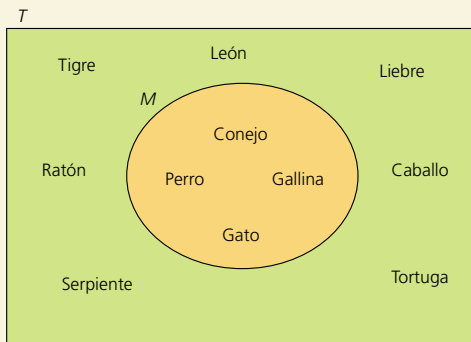 T
León
Tigre
Liebre
M
Conejo
Ratón
Perro
Gallina
Caballo
Gato
Serpiente
Tortuga